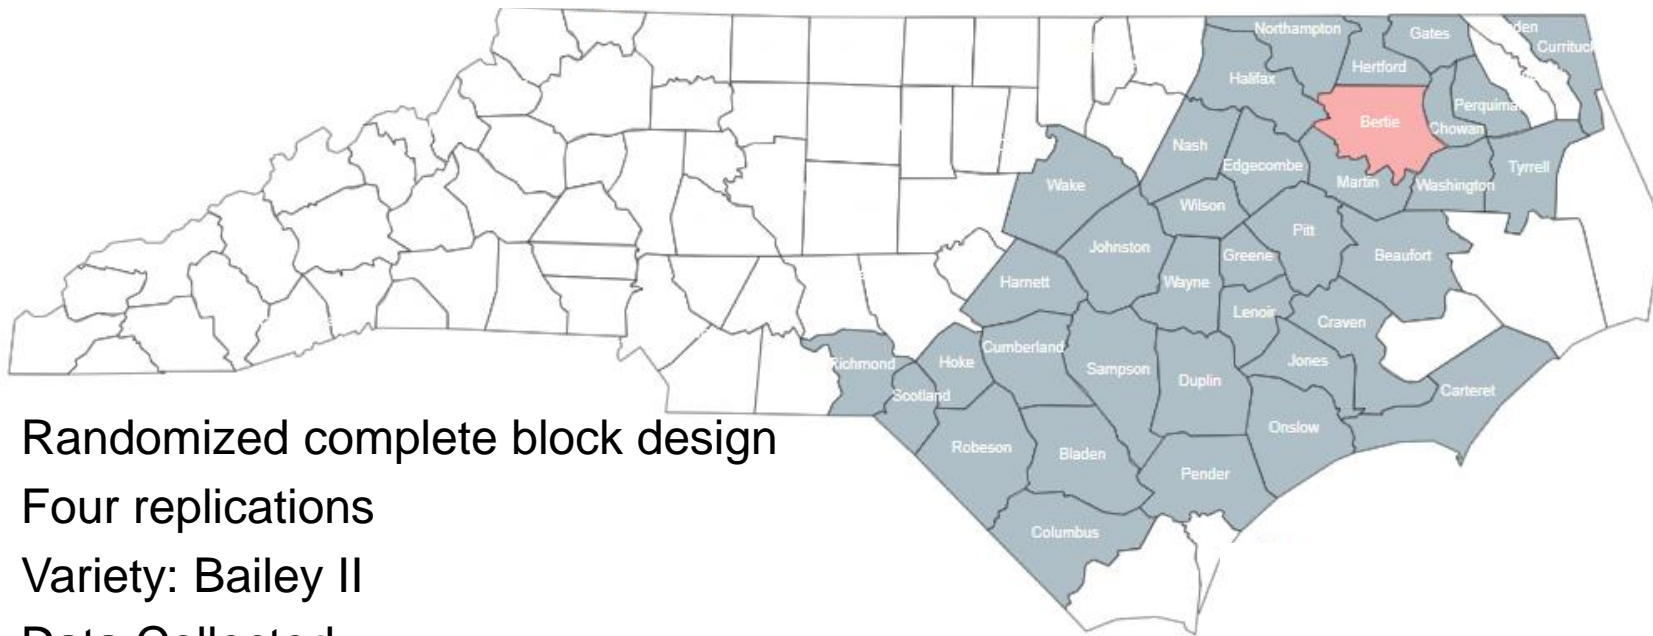 Northampton
Gates
Currituck
Hertford
Halifax
Perquima
Bertie
Chowan
Nash
Edgecombe
Tyrrell
Martin
Washington
Wake
Wilson
Pitt
Johnston
Greene
Beaufort
Harnett
Wayne
Lenoir
Craven
Cumberland
Hoke
Richmond
Jones
Sampson
Duplin
Scotland
Carteret
Onslow
Robeson
Bladen
Pender
Columbus
Randomized complete block design
Four replications
Variety: Bailey II